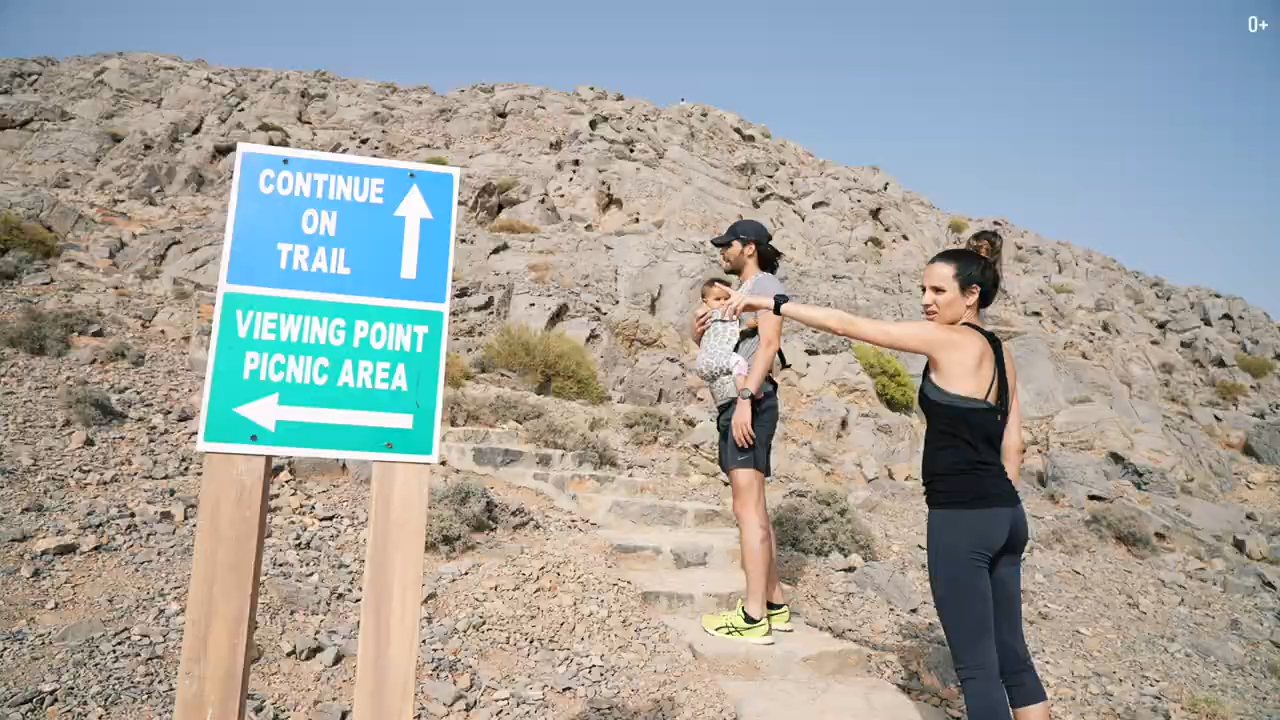 0+
CONTINUE
ON
TRAIL
VIEWING POINT
PICNIC AREA